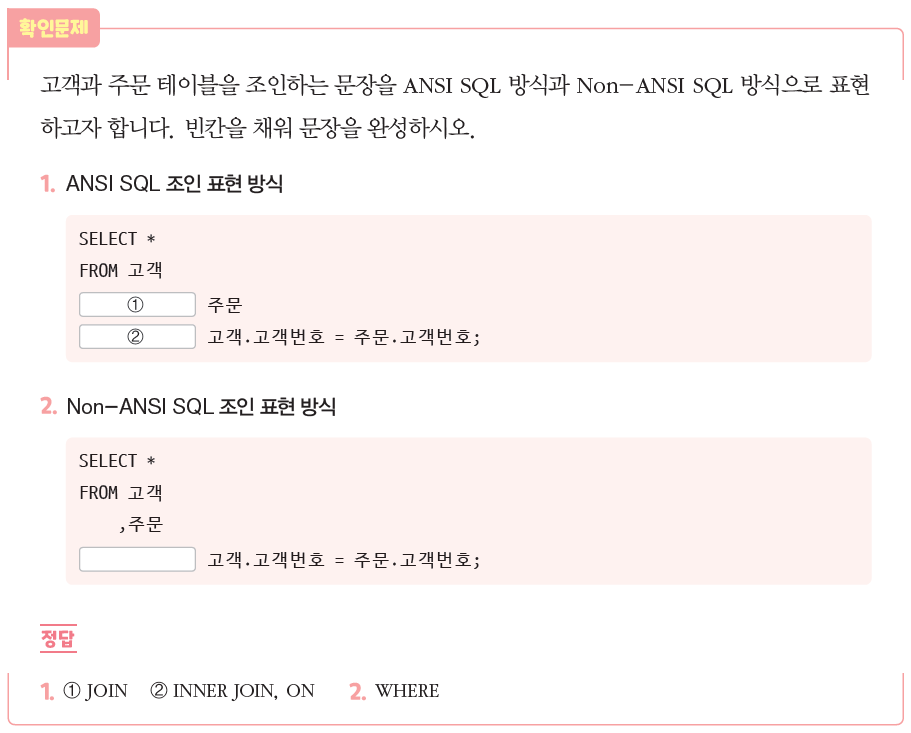 확인문제
고객과 주문 테이블을 조인하는 문장을 ANSI SQL 방식과 Non-ANSI SQL 방식으로 표현
하고자 합니다. 빈칸을 채워 문장을 완성하시오.
1. ANSI SQL 조인 표현 방식
SELECT *
FROM 고객
① 주문
② 고객.고객번호 = 주문.고객번호;
2. Non-ANSI SQL 조인 표현 방식
SELECT *
FROM 고객
,주문
고객.고객번호 = 주문.고객번호;
정답
1. ① JOIN ② INNER JOIN, ON 2. WHERE